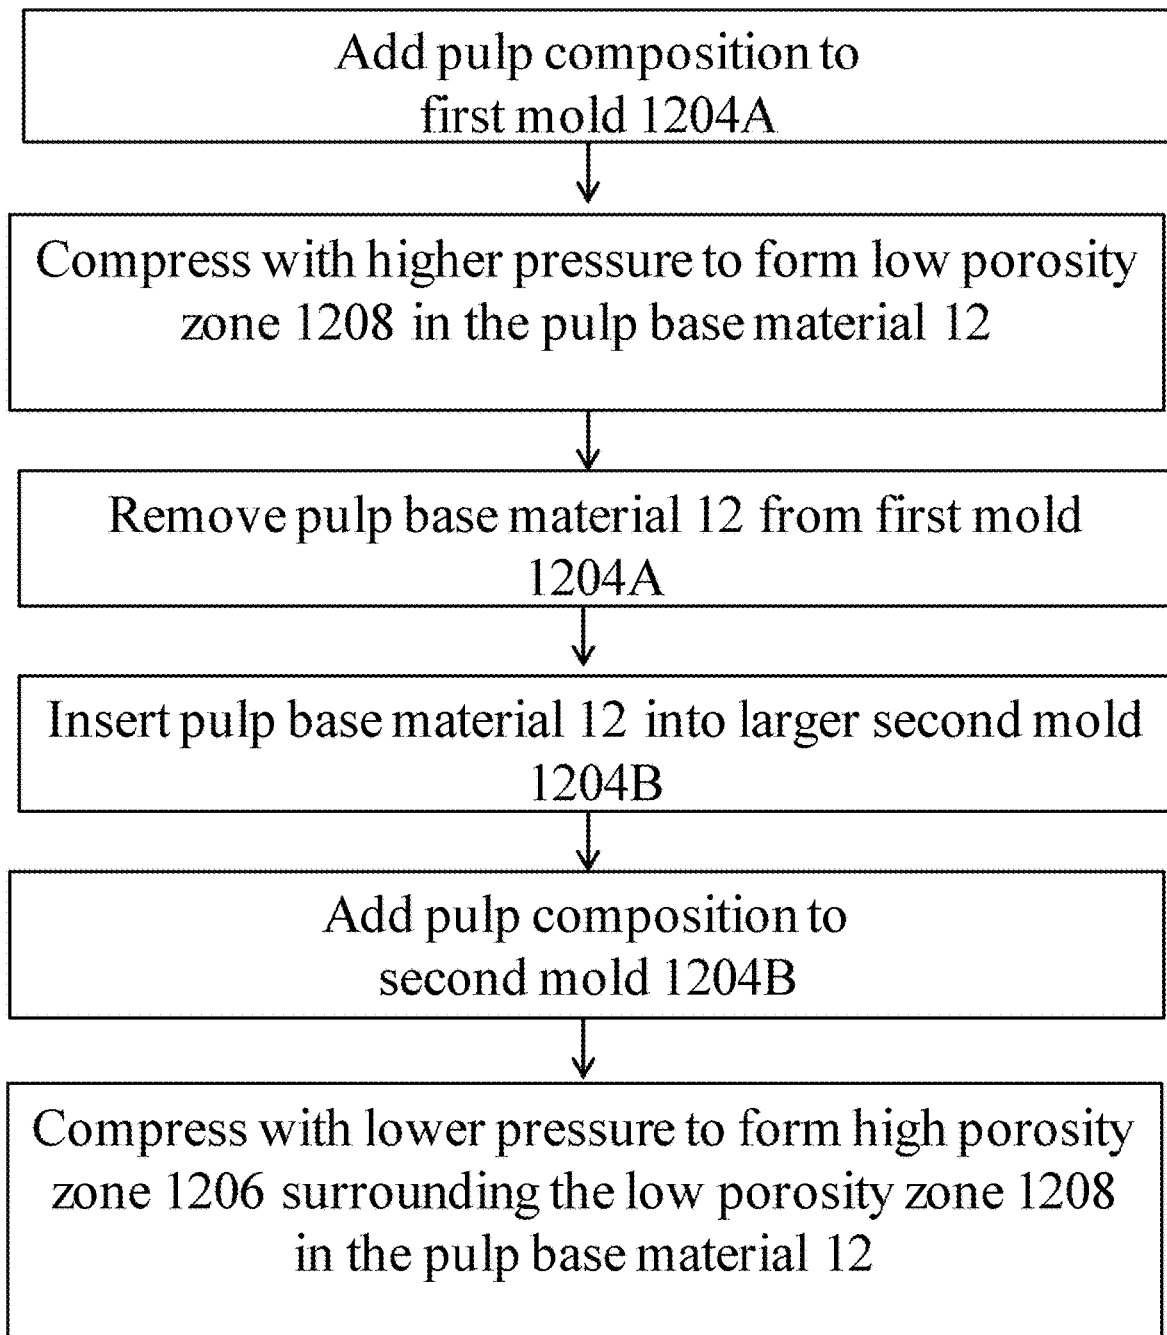 Add pulp composition to
first mold 1204A
Compress with higher pressure to form low porosity
zone 1208 in the pulp base material 12
Remove pulp base material 12 from first mold
1204A
Insert pulp base material 12 into larger second mold
1204B
Add pulp composition to
second mold 1204B
Compress with lower pressure to form high porosity
zone 1206 surrounding the low porosity zone 1208
in the pulp base material 12